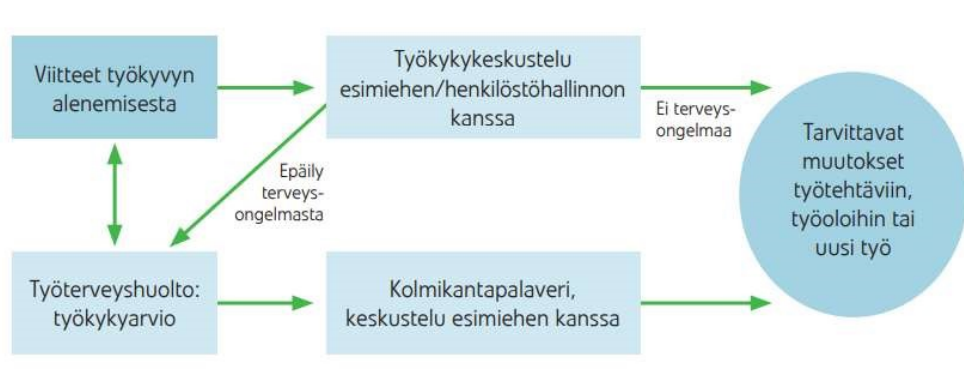 Viitteet työkyvyn
alenemisesta
Työkykykeskustelu
esimiehen/henkilöstöhallinnon
kanssa
Ei terveys-
ongelmaa
Tarvittavat
muutokset
työtehtäviin,
työoloihin tai
uusi työ
Epäily
terveys-
ongelmasta
Työterveyshuolto:
työkykyarvio
Kolmikantapalaveri,
keskustelu esimiehen kanssa